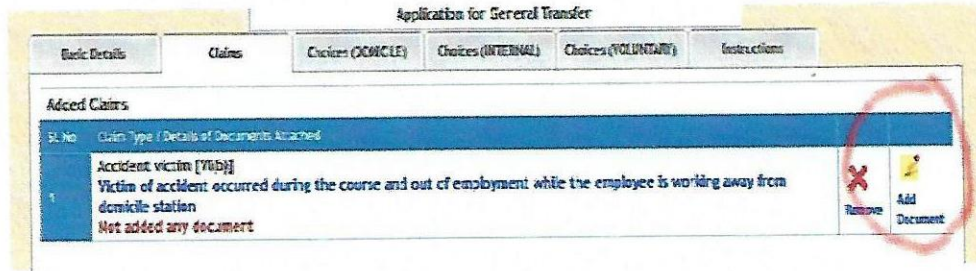 Application for General Transfer
Basic Details Claims Choices (DOMICILE) Choices (INTERNAL) Choices (VOLUNTARY) Instructions
Added Claims
Sl. No Claim Type / Details of Documents Attached
Accident victim
1 Victim of accident occurred during the course and out of employment while the employee is working away from
domicile station
Not added any document
Remove
Add
Document